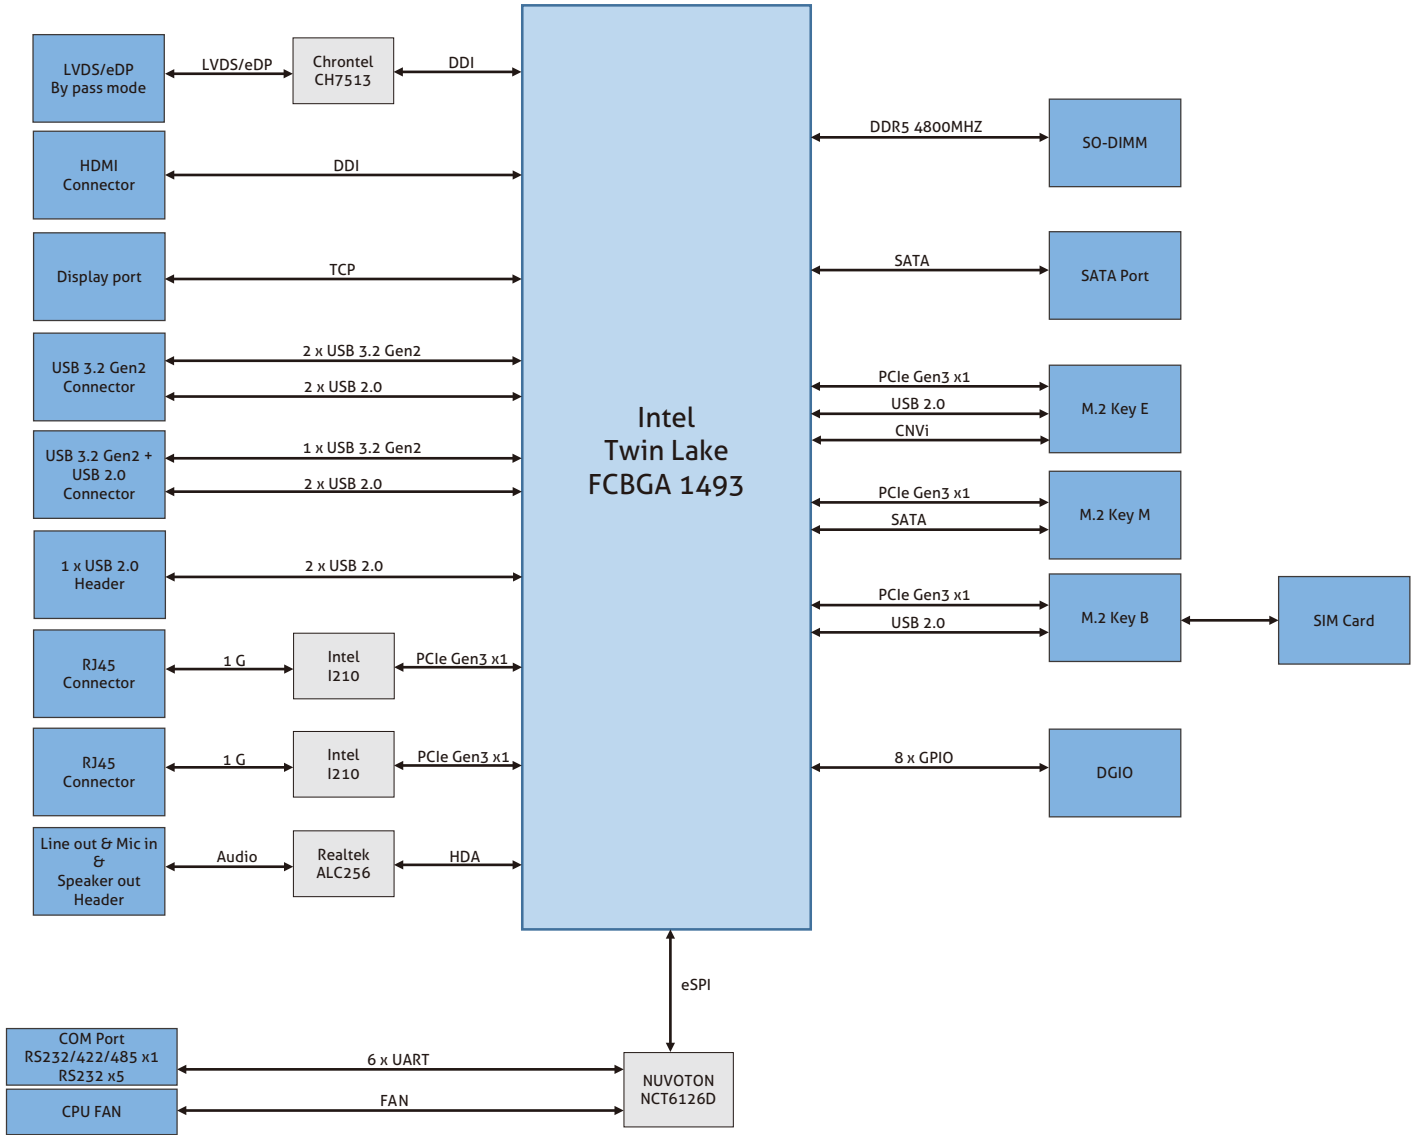 LVDS/eDP
By pass mode
LVDS/eDP
Chrontel
CH7513
DDI
HDMI
Connector
DDI
Display port
TCP
USB 3.2 Gen2
Connector
2 x USB 3.2 Gen2
2 x USB 2.0
USB 3.2 Gen2 +
USB 2.0
Connector
1 x USB 3.2 Gen2
2 x USB 2.0
1 x USB 2.0
Header
2 x USB 2.0
RJ45
Connector
1 G
Intel
I210
PCIe Gen3 x1
RJ45
Connector
1 G
Intel
I210
PCIe Gen3 x1
Line out & Mic in
&
Speaker out
Header
Audio
Realtek
ALC256
HDA
Intel
Twin Lake
FCBGA 1493
DDR5 4800MHZ
SO-DIMM
SATA
SATA Port
PCIe Gen3 x1
USB 2.0
CNVi
M.2 Key E
PCIe Gen3 x1
SATA
M.2 Key M
PCIe Gen3 x1
USB 2.0
M.2 Key B
SIM Card
8 x GPIO
DGIO
eSPI
COM Port
RS232/422/485 x1
RS232 x5
6 x UART
CPU FAN
FAN
NUVOTON
NCT6126D